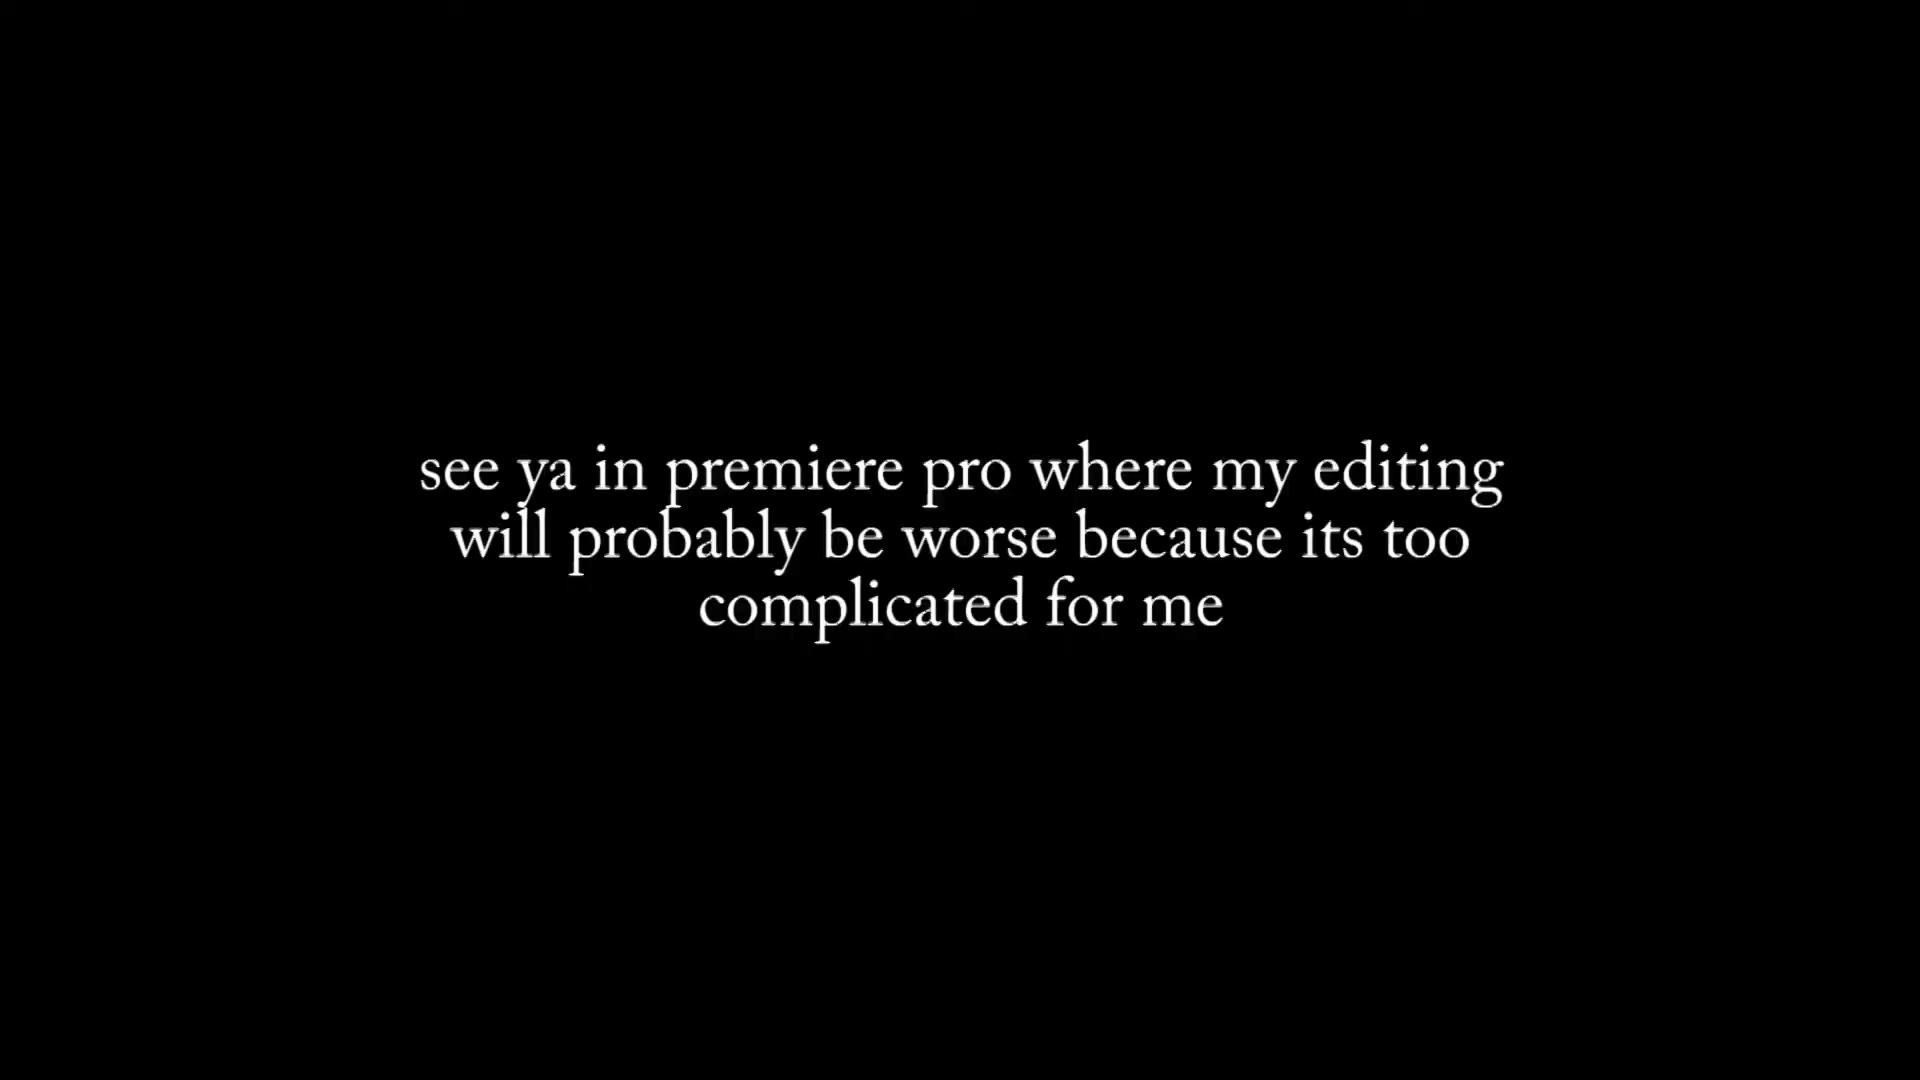 see ya in premiere pro where my editing
will probably be worse because its too
complicated for me